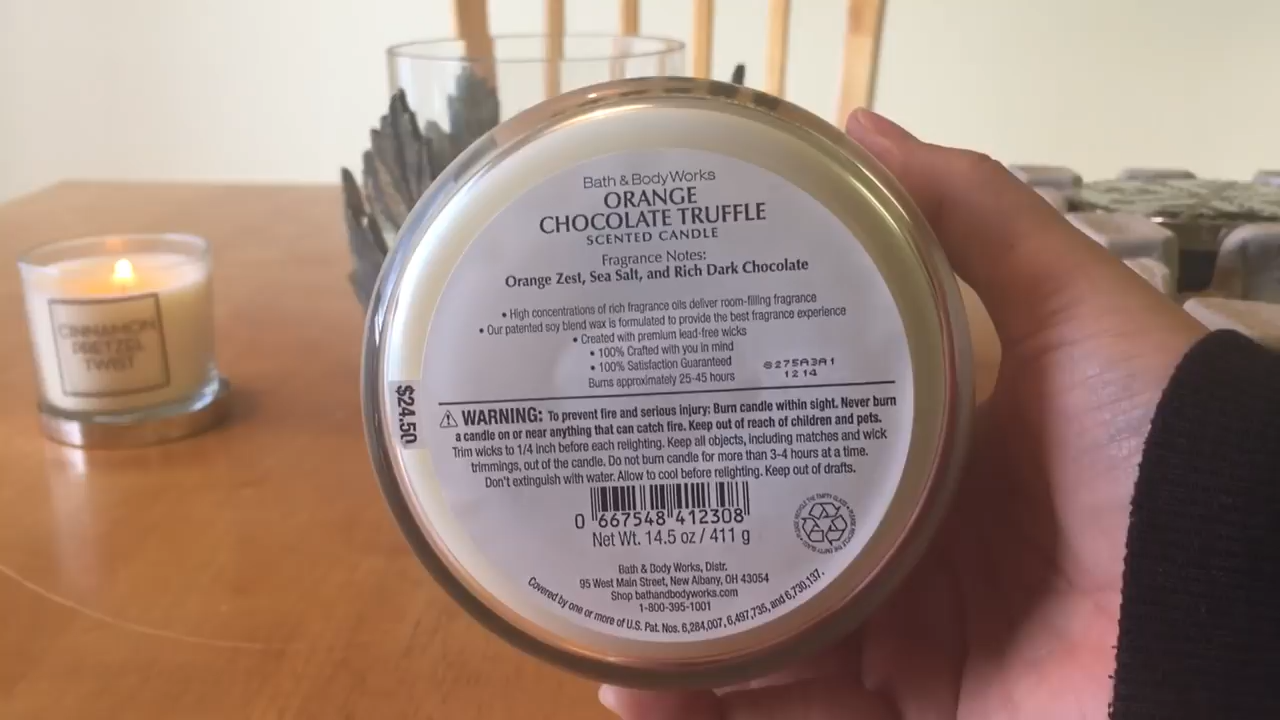 Bath & Body Works
ORANGE
CHOCOLATE TRUFFLE
SCENTED CANDLE
Fragrance Notes:
Orange Zest, Sea Salt, and Rich Dark Chocolate
• High concentrations of rich fragrance oils deliver room-filling fragrance
• Our patented soy blend wax is formulated to provide the best fragrance experience
• Created with premium lead-free wicks
• 100% Crafted with you in mind
• 100% Satisfaction Guaranteed
Burns approximately 25-45 hours
@275A3A1
1214
$24.50
⚠ WARNING: To prevent fire and serious injury: Burn candle within sight. Never burn
a candle on or near anything that can catch fire. Keep out of reach of children and pets.
Trim wicks to 1/4 inch before each relighting. Keep all objects, including matches and wick
trimmings, out of the candle. Do not burn candle for more than 3-4 hours at a time.
Don't extinguish with water. Allow to cool before relighting. Keep out of drafts.
0 667548 412308
Net Wt. 14.5 oz / 411 g
PLEASE RECYCLE THE EMPTY GLASS
Bath & Body Works, Distr.
95 West Main Street, New Albany, OH 43054
Shop bathandbodyworks.com
1-800-395-1001
Covered by one or more of U.S. Pat. Nos. 6,284,007, 6,497,735, and 6,730,137.
CINNAMON
PRETZEL
TWIST